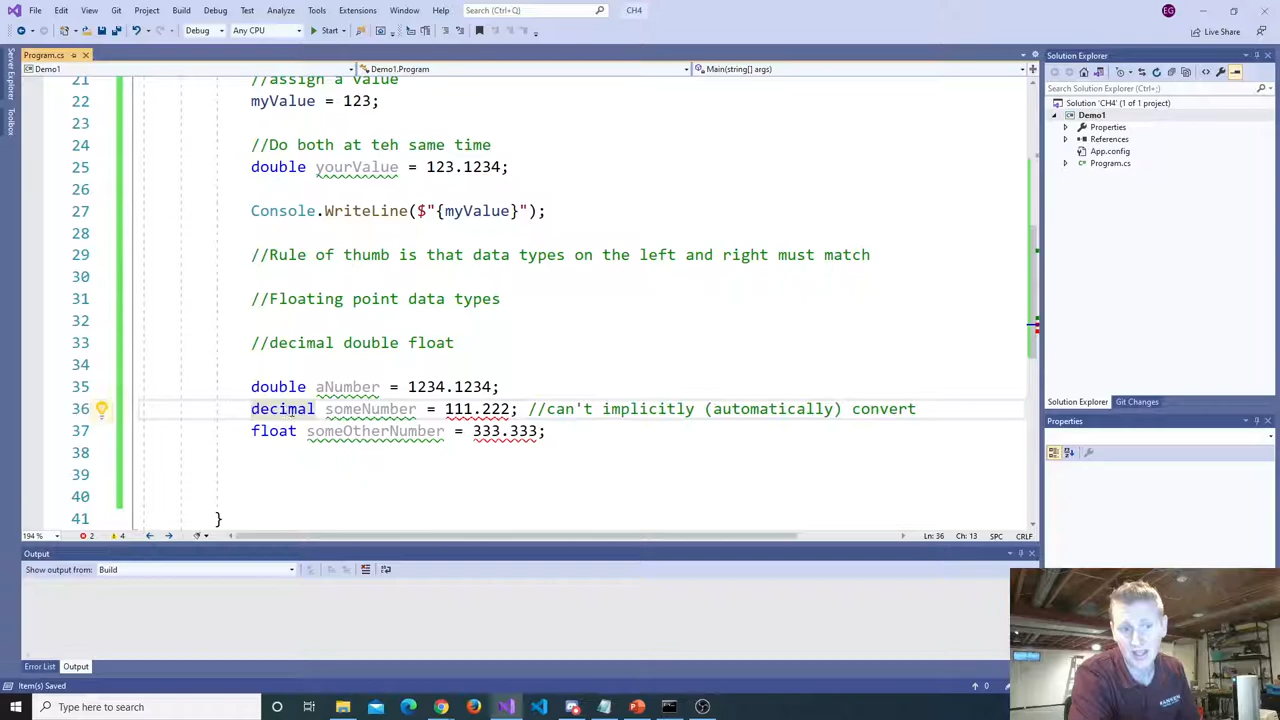 File Edit View Git Project Build Debug Test Analyze Tools Extensions Window Help Search (Ctrl+Q) CH4 EG
Debug Any CPU Start Live Share
Program.cs
Demo1 Demo1.Program Main(string[] args)
Server Explorer
Toolbox
21 //assign a value
22 myValue = 123;
23
24 //Do both at teh same time
25 double yourValue = 123.1234;
26
27 Console.WriteLine($"{myValue}");
28
29 //Rule of thumb is that data types on the left and right must match
30
31 //Floating point data types
32
33 //decimal double float
34
35 double aNumber = 1234.1234;
36 decimal someNumber = 111.222; //can't implicitly (automatically) convert
37 float someOtherNumber = 333.333;
38
39
40
41 }
194 % 2 4 Ln: 36 Ch: 13 SPC CRLF
Output
Show output from: Build
Error List Output
Item(s) Saved 0
Solution Explorer
Search Solution Explorer (Ctrl+;)
Solution 'CH4' (1 of 1 project)
Demo1
Properties
References
App.config
Program.cs
Solution Explorer Git Changes
Properties
Type here to search